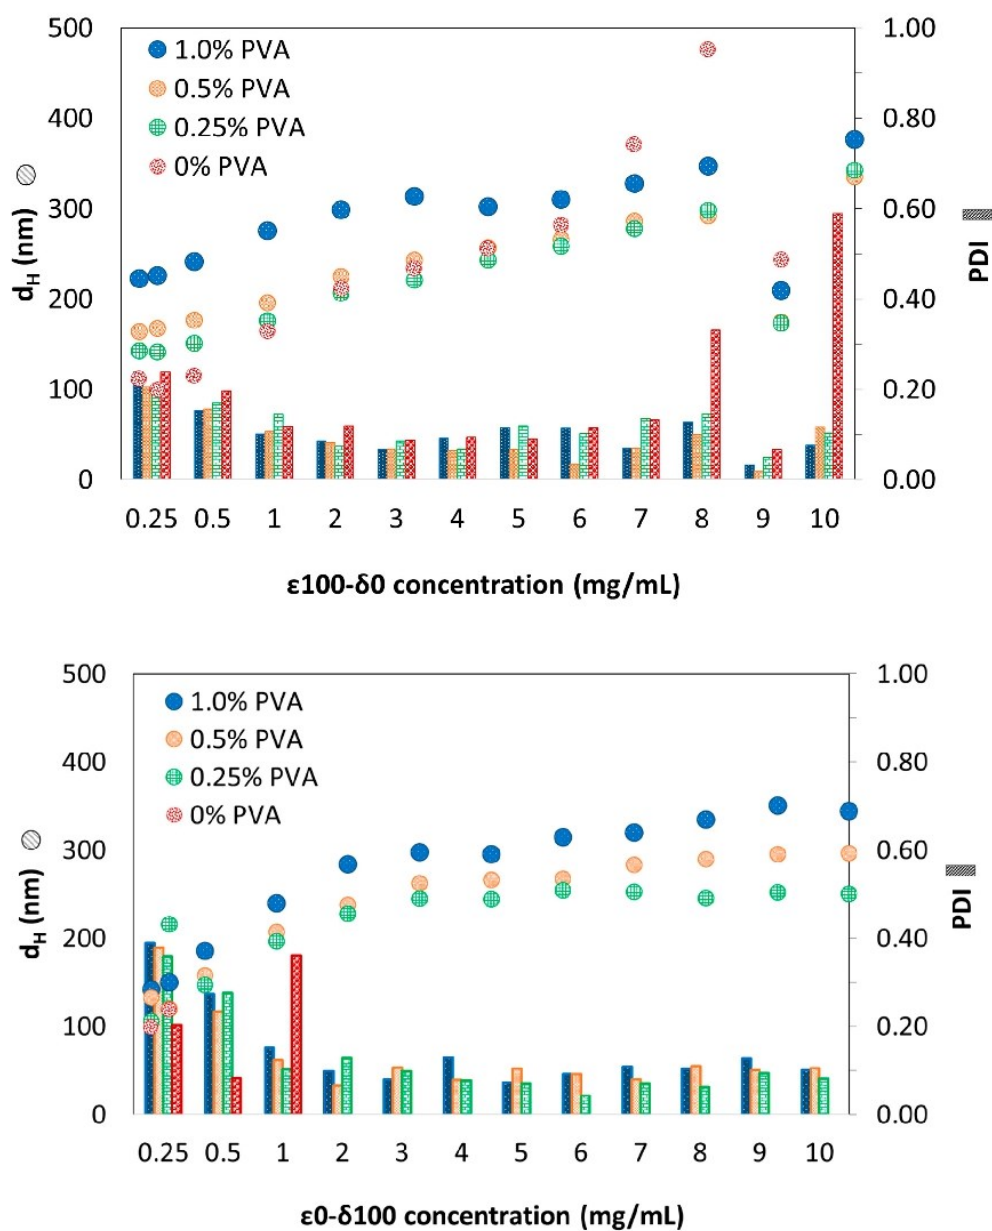 500
400
300
200
100
0
d_H (nm)
1.0% PVA
0.5% PVA
0.25% PVA
0% PVA
1.00
0.80
0.60
0.40
0.20
0.00
PDI
0.25 0.5 1 2 3 4 5 6 7 8 9 10
ε100-δ0 concentration (mg/mL)
500
400
300
200
100
0
d_H (nm)
1.0% PVA
0.5% PVA
0.25% PVA
0% PVA
1.00
0.80
0.60
0.40
0.20
0.00
PDI
0.25 0.5 1 2 3 4 5 6 7 8 9 10
ε0-δ100 concentration (mg/mL)